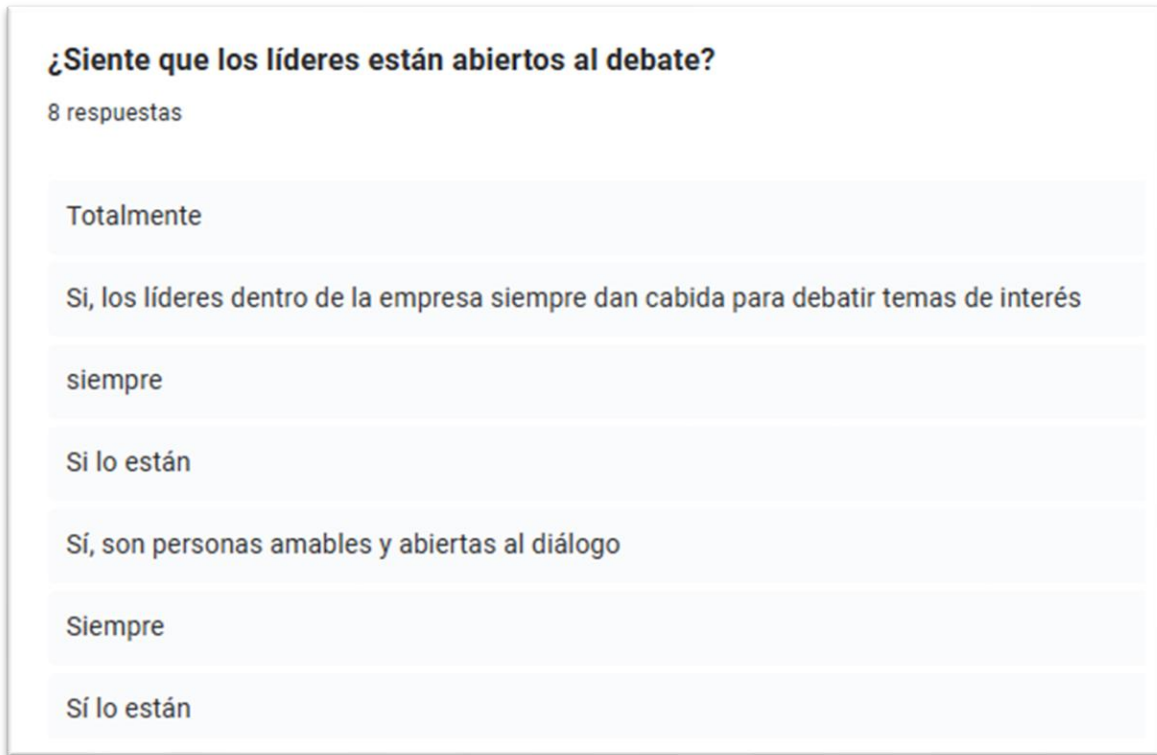 ¿Siente que los líderes están abiertos al debate?
8 respuestas
Totalmente
Si, los líderes dentro de la empresa siempre dan cabida para debatir temas de interés
siempre
Si lo están
Sí, son personas amables y abiertas al diálogo
Siempre
Sí lo están